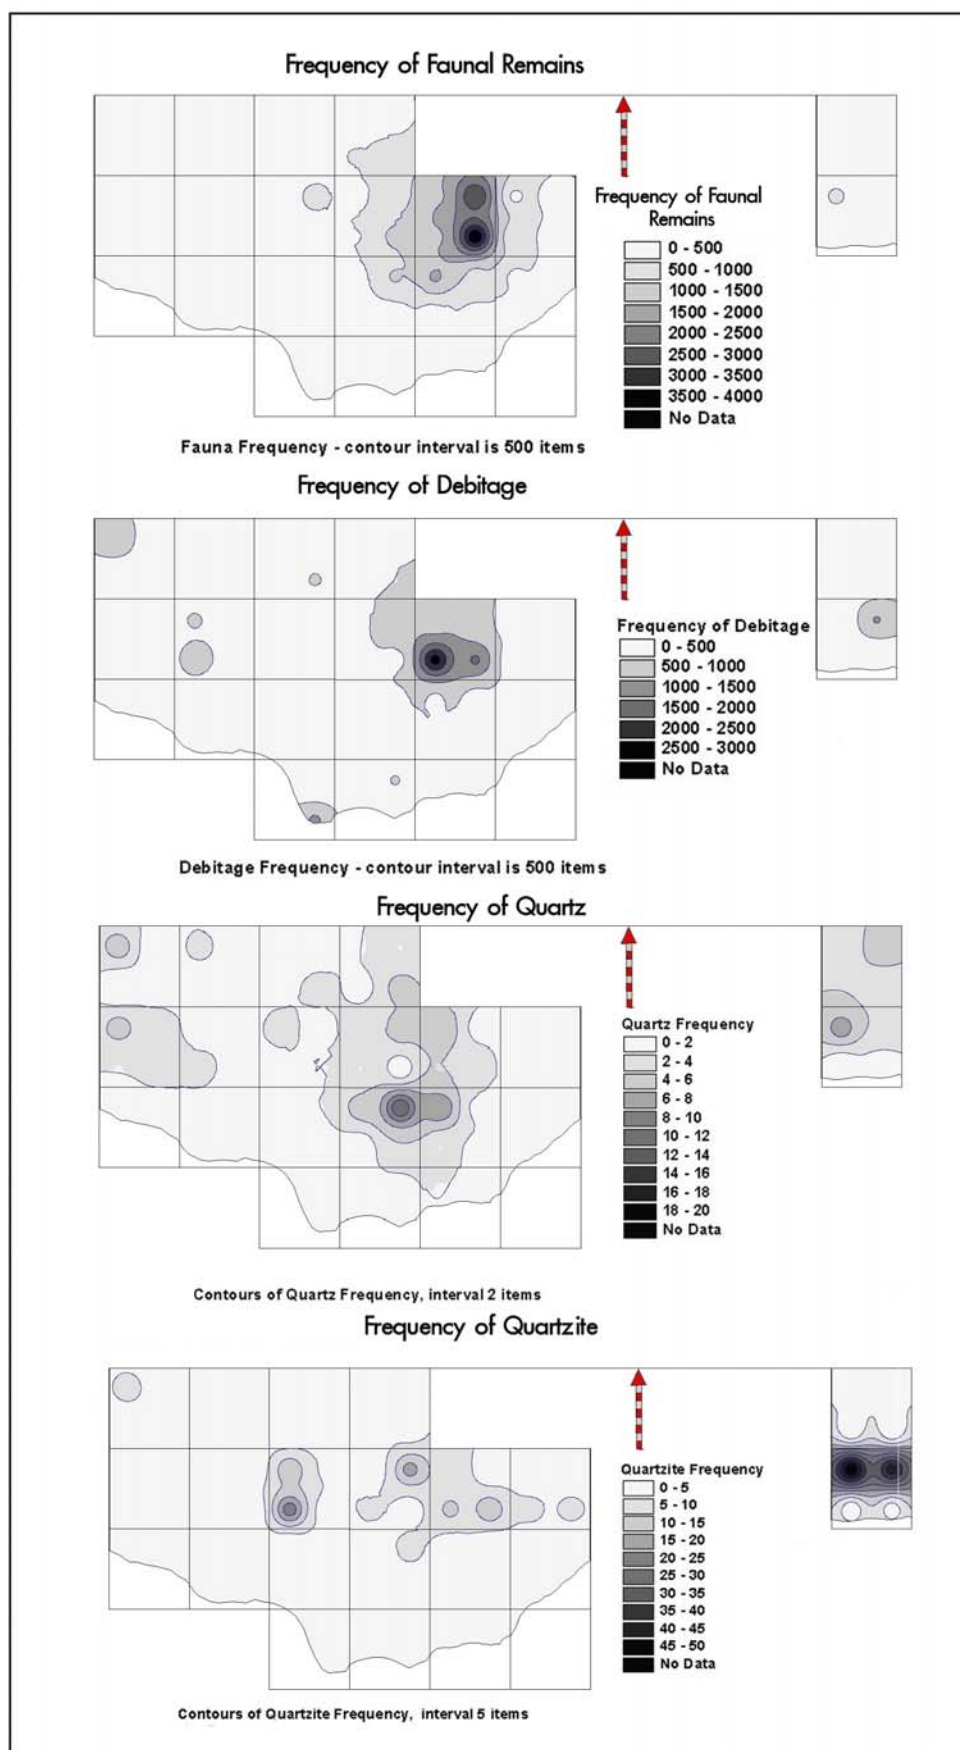 Frequency of Faunal Remains
Frequency of Faunal
Remains
0 - 500
500 - 1000
1000 - 1500
1500 - 2000
2000 - 2500
2500 - 3000
3000 - 3500
3500 - 4000
No Data
Fauna Frequency - contour interval is 500 items
Frequency of Debitage
Frequency of Debitage
0 - 500
500 - 1000
1000 - 1500
1500 - 2000
2000 - 2500
2500 - 3000
No Data
Debitage Frequency - contour interval is 500 items
Frequency of Quartz
Quartz Frequency
0 - 2
2 - 4
4 - 6
6 - 8
8 - 10
10 - 12
12 - 14
14 - 16
16 - 18
18 - 20
No Data
Contours of Quartz Frequency, interval 2 items
Frequency of Quartzite
Quartzite Frequency
0 - 5
5 - 10
10 - 15
15 - 20
20 - 25
25 - 30
30 - 35
35 - 40
40 - 45
45 - 50
No Data
Contours of Quartzite Frequency, interval 5 items